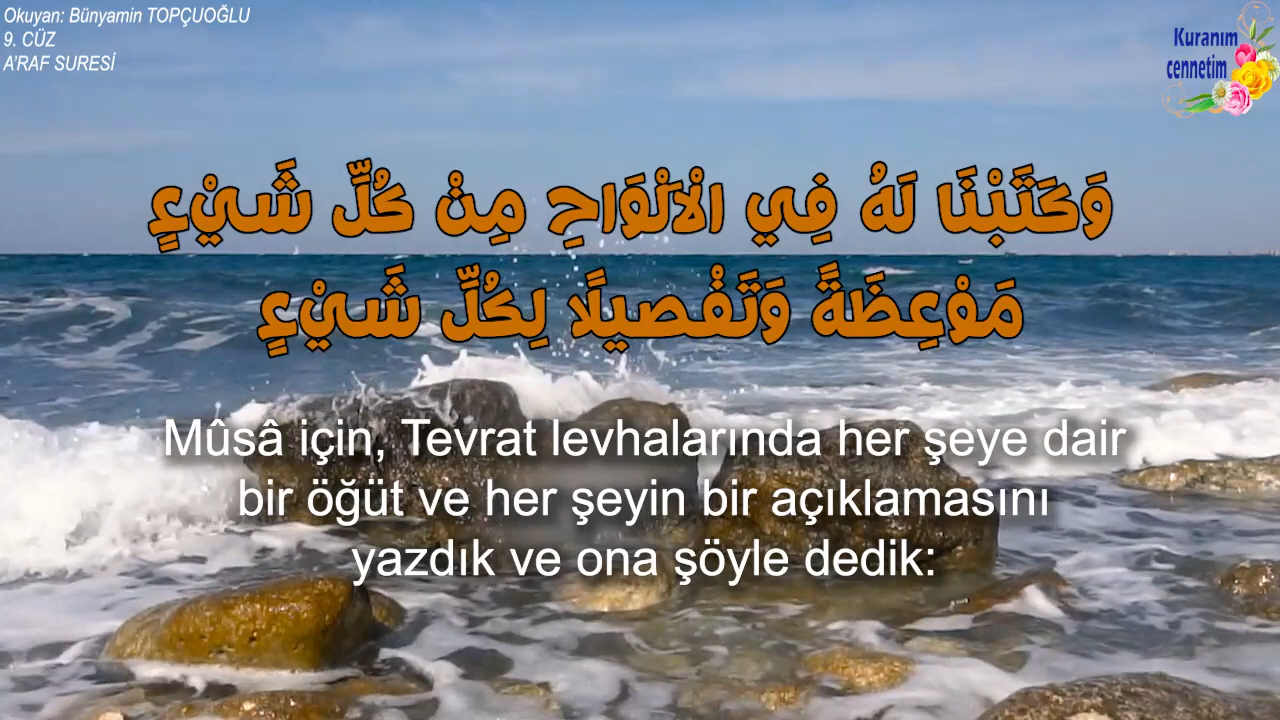 Okuyan: Bünyamin TOPÇUOĞLU
9. CÜZ
A'RAF SURESİ
Kuranım
cennetim
وَكَتَبْنَا لَهُ فِي الْاَلْوَاحِ مِنْ كُلِّ شَيْءٍ
مَوْعِظَةً وَتَفْصيلًا لِكُلِّ شَيْءٍ
Mûsâ için, Tevrat levhalarında her şeye dair
bir öğüt ve her şeyin bir açıklamasını
yazdık ve ona şöyle dedik: